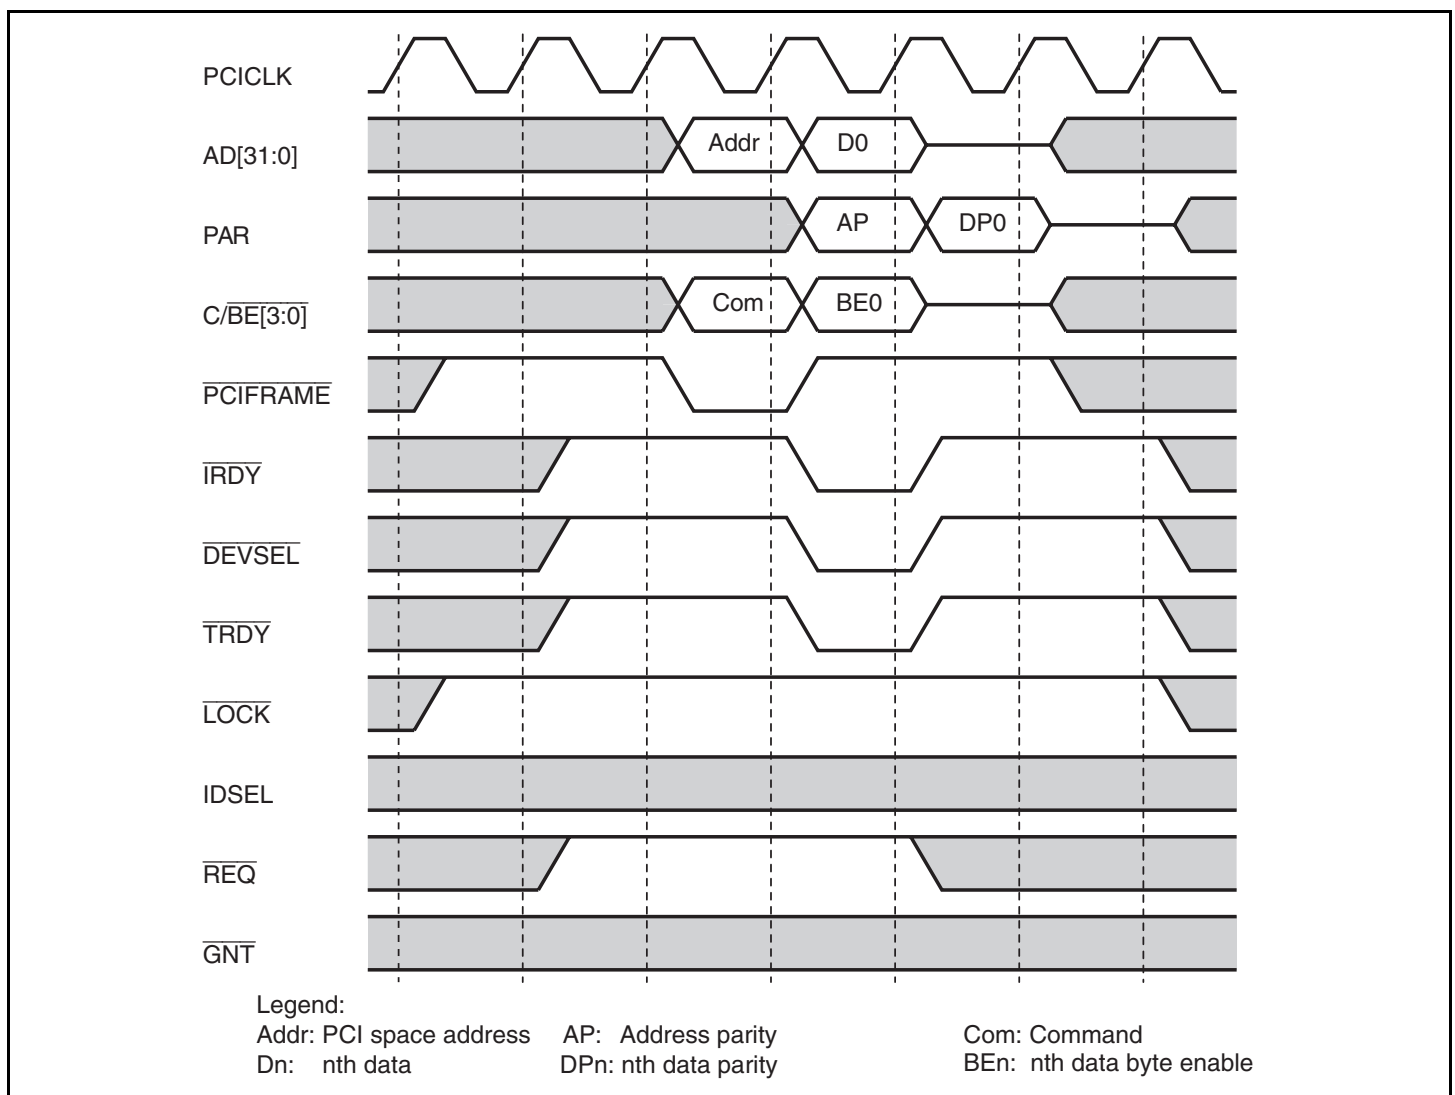 PCICLK
AD[31:0] Addr D0
PAR AP DP0
C/BE[3:0] Com BE0
PCIFRAME
IRDY
DEVSEL
TRDY
LOCK
IDSEL
REQ
GNT
Legend:
Addr: PCI space address AP: Address parity Com: Command
Dn: nth data DPn: nth data parity BEn: nth data byte enable